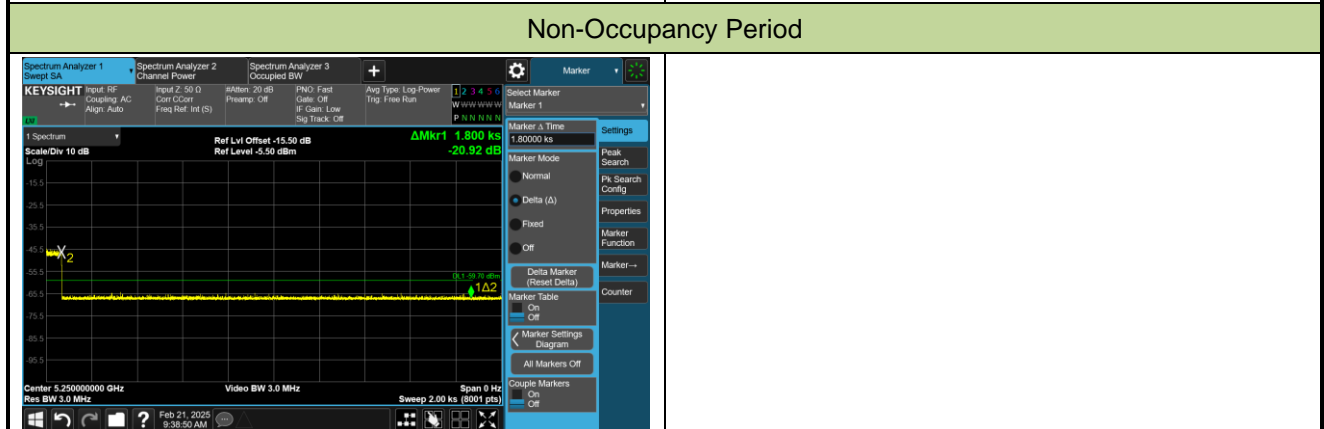 Non-Occupancy Period
Spectrum Analyzer 1
Swept SA
Spectrum Analyzer 2
Channel Power
Spectrum Analyzer 3
Occupied BW
+
Marker
KEYSIGHT
Input: RF
Coupling: AC
Align: Auto
Input Z: 50 Ω
Corr CCorr
Freq Ref: Int (S)
#Atten: 20 dB
Preamp: Off
PNO: Fast
Gate: Off
IF Gain: Low
Sig Track: Off
Avg Type: Log-Power
Trig: Free Run
1 2 3 4 5 6
W W W W W W
P N N N N N
Select Marker
Marker 1
1 Spectrum
Scale/Div 10 dB
Log
Ref Lvl Offset -15.50 dB
Ref Level -5.50 dBm
ΔMkr1 1.800 ks
-20.92 dB
-15.5
-25.5
-35.5
-45.5
-55.5
-65.5
-75.5
-85.5
-95.5
X2
DL1 -59.70 dBm
1Δ2
Center 5.250000000 GHz
Res BW 3.0 MHz
Video BW 3.0 MHz
Span 0 Hz
Sweep 2.00 ks (8001 pts)
Marker Δ Time
1.80000 ks
Marker Mode
Normal
Delta (Δ)
Fixed
Off
Delta Marker
(Reset Delta)
Marker Table
On
Off
Marker Settings
Diagram
All Markers Off
Couple Markers
On
Off
Settings
Peak
Search
Pk Search
Config
Properties
Marker
Function
Marker→
Counter
?
Feb 21, 2025
9:38:50 AM